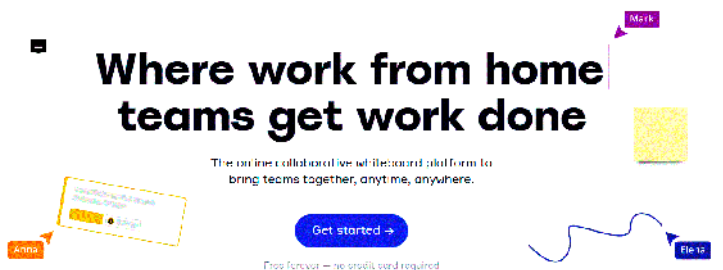 Mark
Where work from home
teams get work done
The online collaborative whiteboard platform to
bring teams together, anytime, anywhere.
Get started →
Anna
Elena
Free forever — no credit card required